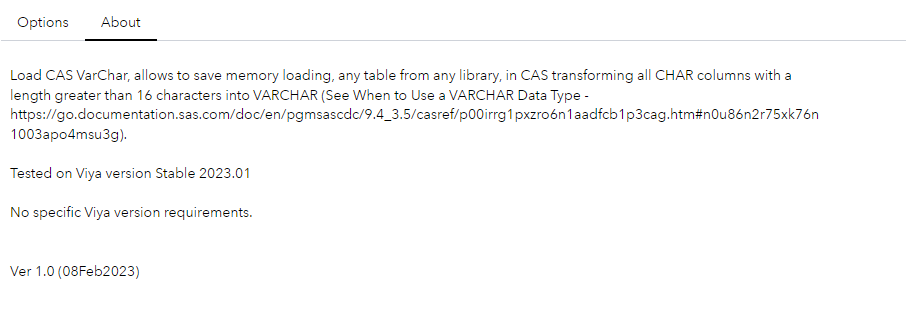 Options About
Load CAS VarChar, allows to save memory loading, any table from any library, in CAS transforming all CHAR columns with a
length greater than 16 characters into VARCHAR (See When to Use a VARCHAR Data Type -
https://go.documentation.sas.com/doc/en/pgmsascdc/9.4_3.5/casref/p00irrg1pxzro6n1aadfcb1p3cag.htm#n0u86n2r75xk76n
1003apo4msu3g).
Tested on Viya version Stable 2023.01
No specific Viya version requirements.
Ver 1.0 (08Feb2023)